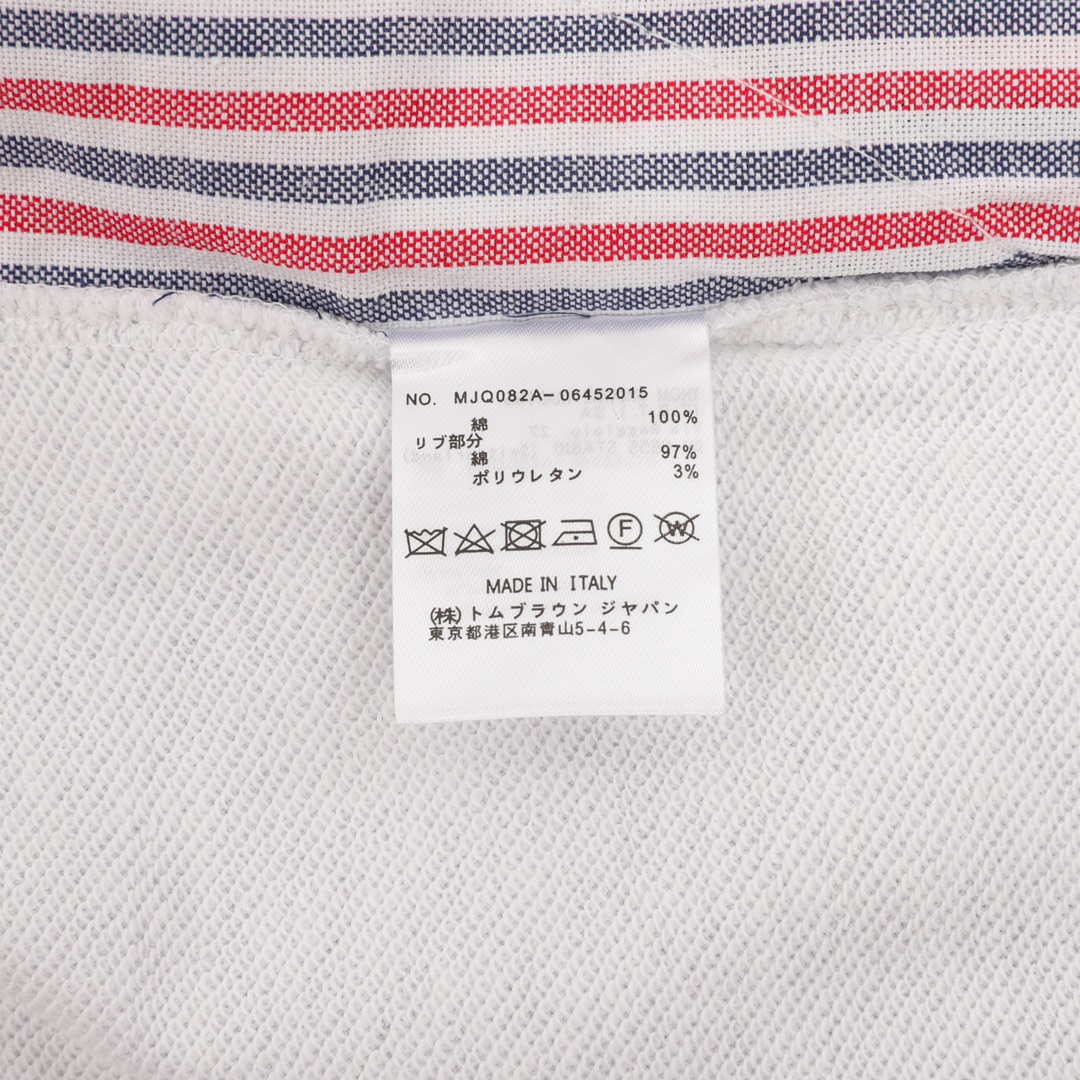 NO. MJQ082A-06452015
綿 100%
リブ部分
綿 97%
ポリウレタン 3%
F
W
MADE IN ITALY
(株)トムブラウン ジヤパン
東京都港区南青山5-4-6